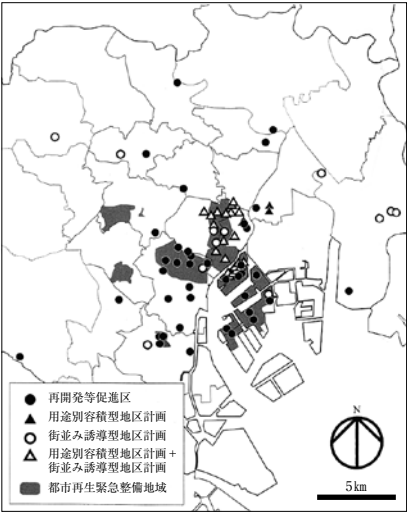 再開発等促進区
用途別容積型地区計画
街並み誘導型地区計画
用途別容積型地区計画+
街並み誘導型地区計画
都市再生緊急整備地域
N
5km